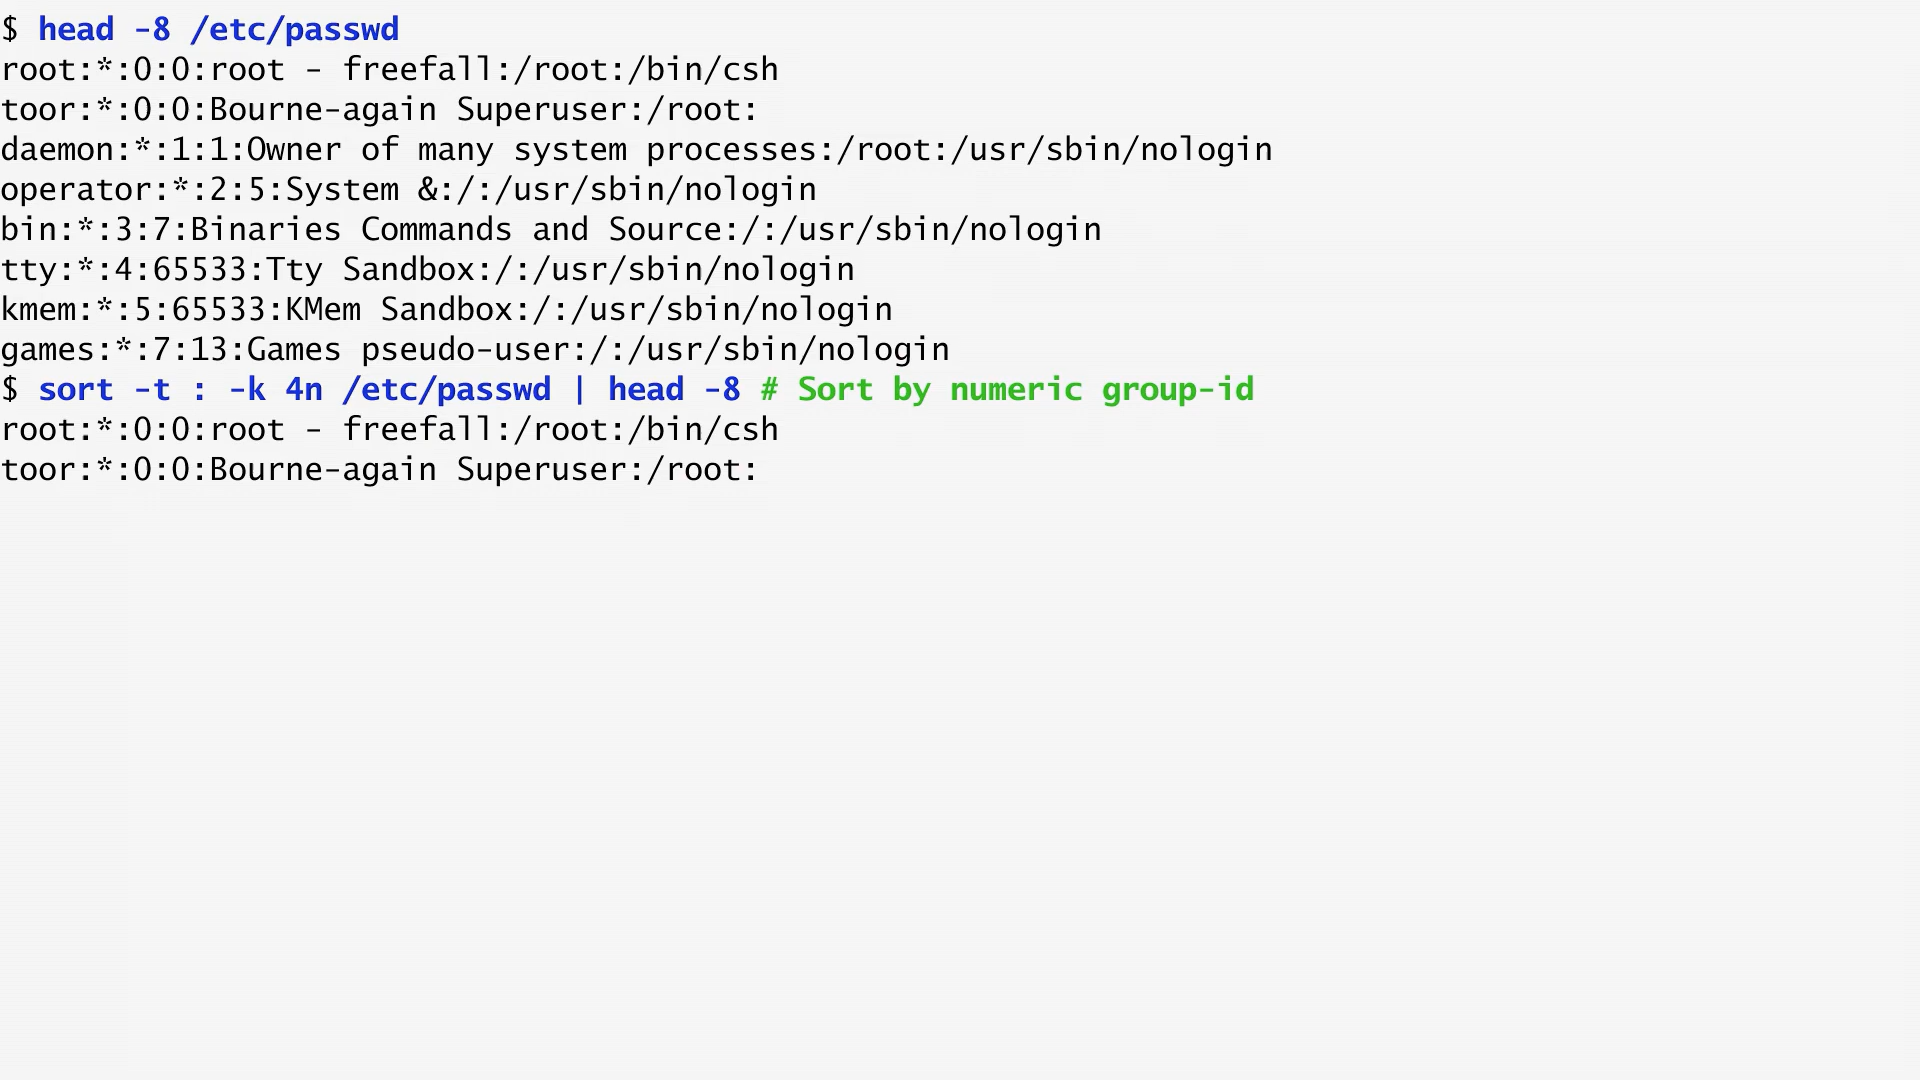 $ head -8 /etc/passwd
root:*:0:0:root - freefall:/root:/bin/csh
toor:*:0:0:Bourne-again Superuser:/root:
daemon:*:1:1:Owner of many system processes:/root:/usr/sbin/nologin
operator:*:2:5:System &:/:/usr/sbin/nologin
bin:*:3:7:Binaries Commands and Source:/:/usr/sbin/nologin
tty:*:4:65533:Tty Sandbox:/:/usr/sbin/nologin
kmem:*:5:65533:KMem Sandbox:/:/usr/sbin/nologin
games:*:7:13:Games pseudo-user:/:/usr/sbin/nologin
$ sort -t : -k 4n /etc/passwd | head -8 # Sort by numeric group-id
root:*:0:0:root - freefall:/root:/bin/csh
toor:*:0:0:Bourne-again Superuser:/root: